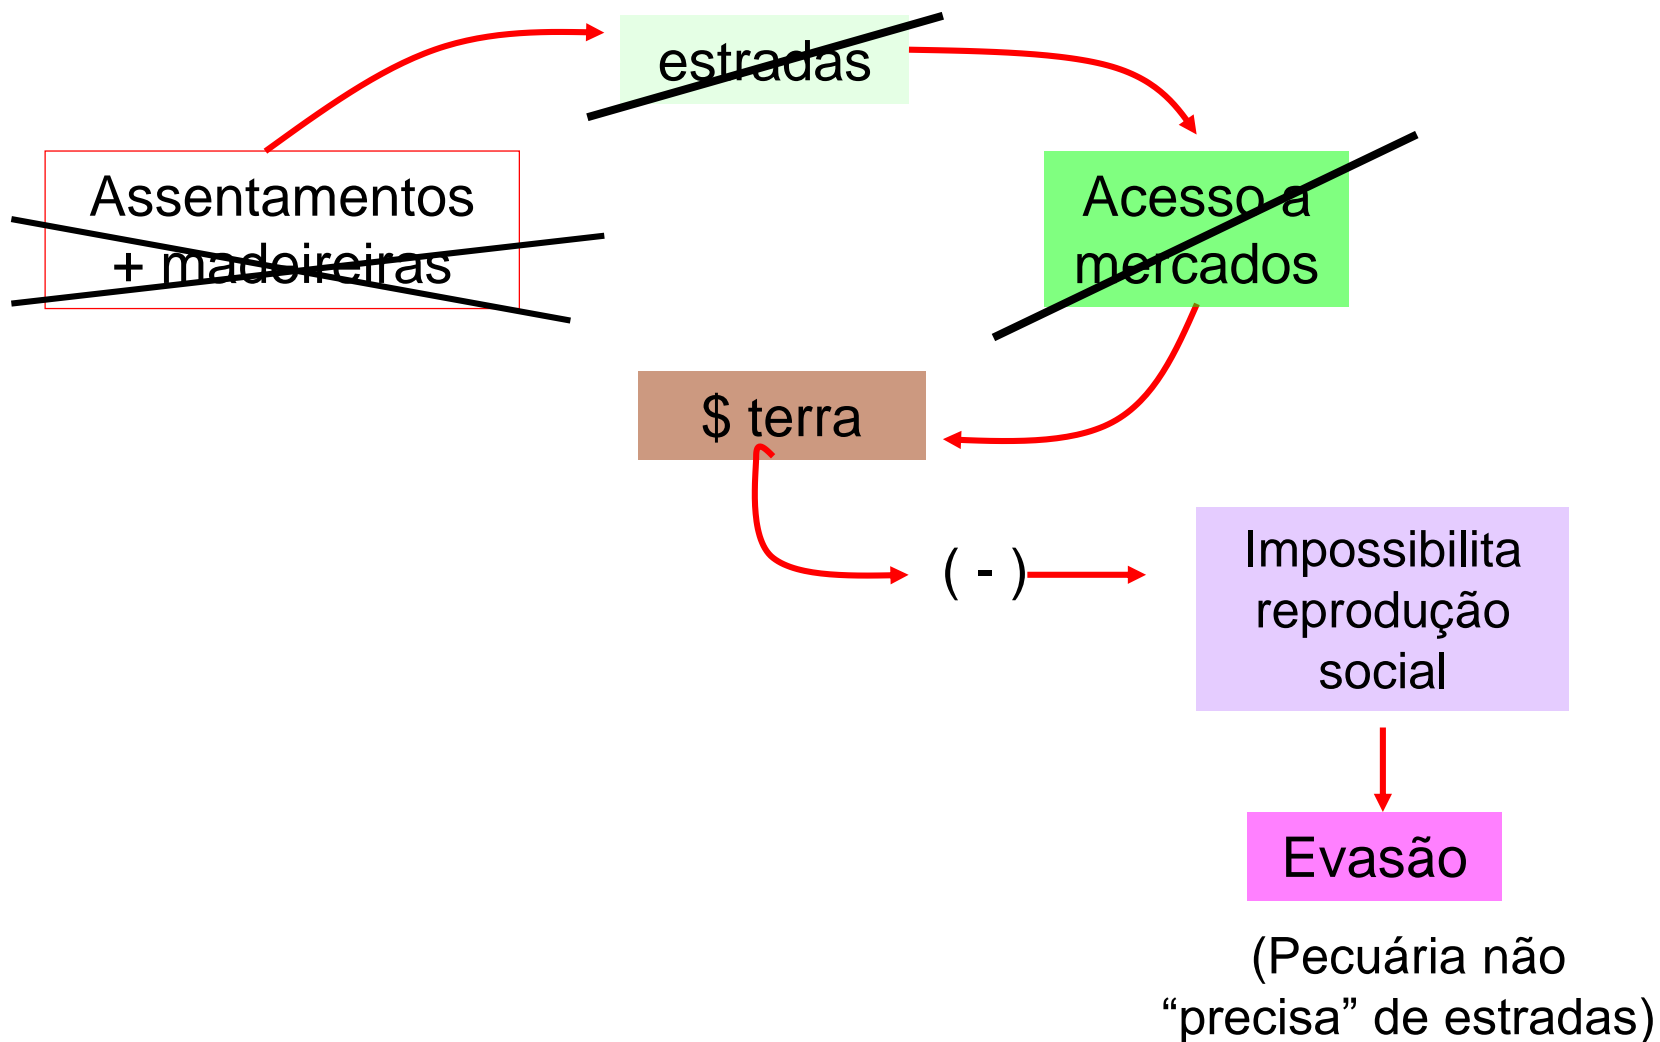 estradas
Assentamentos
+ madeireiras
Acesso a
mercados
$ terra
( - )
Impossibilita
reprodução
social
Evasão
(Pecuária não
“precisa” de estradas)